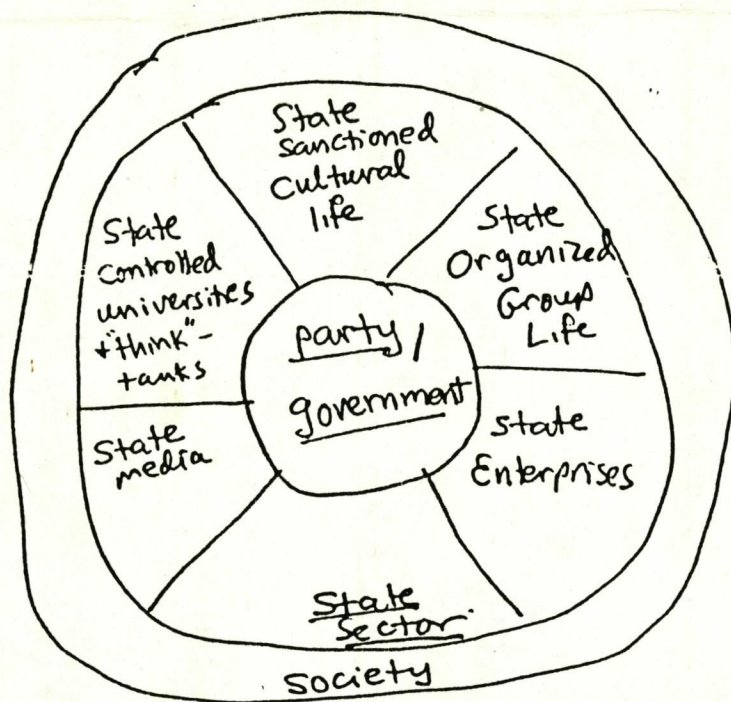 State
sanctioned
cultural
life
State
Organized
Group
Life
State
controlled
universites
+"think"-
tanks
party/
government
State
media
State
Enterprises
State
Sector
society